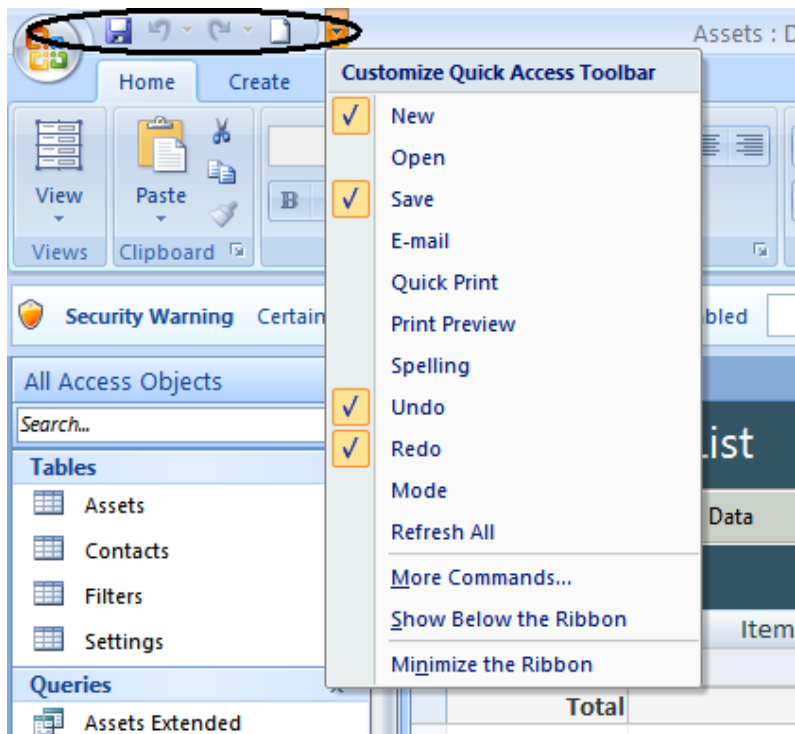 Assets : D
Home Create
Customize Quick Access Toolbar
New
Open
Save
E-mail
Quick Print
Print Preview
Spelling
Undo
Redo
Mode
Refresh All
More Commands...
Show Below the Ribbon
Minimize the Ribbon
View Paste B
Views Clipboard
Security Warning Certain
bled
All Access Objects
Search...
Tables
Assets
Contacts
Filters
Settings
Queries
Assets Extended
List
Data
Item
Total